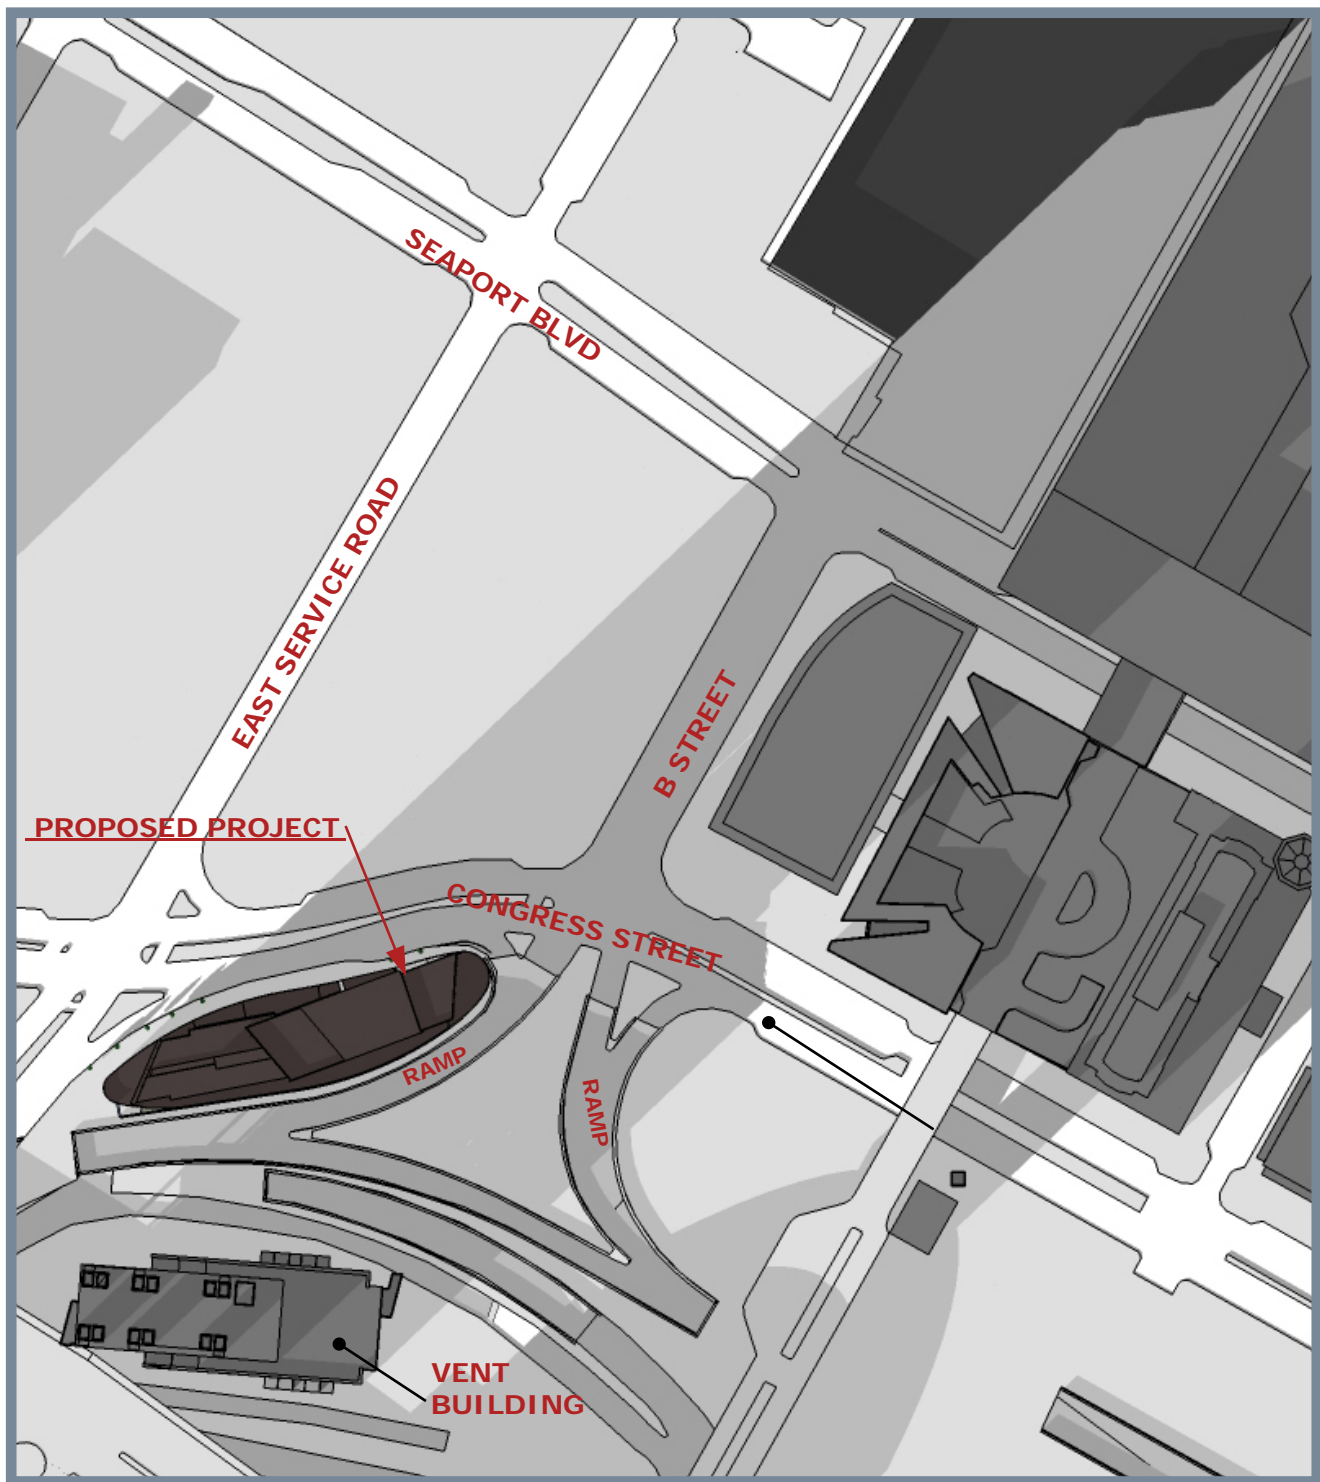 SEAPORT BLVD
EAST SERVICE ROAD
B STREET
PROPOSED PROJECT
CONGRESS STREET
RAMP
RAMP
VENT
BUILDING